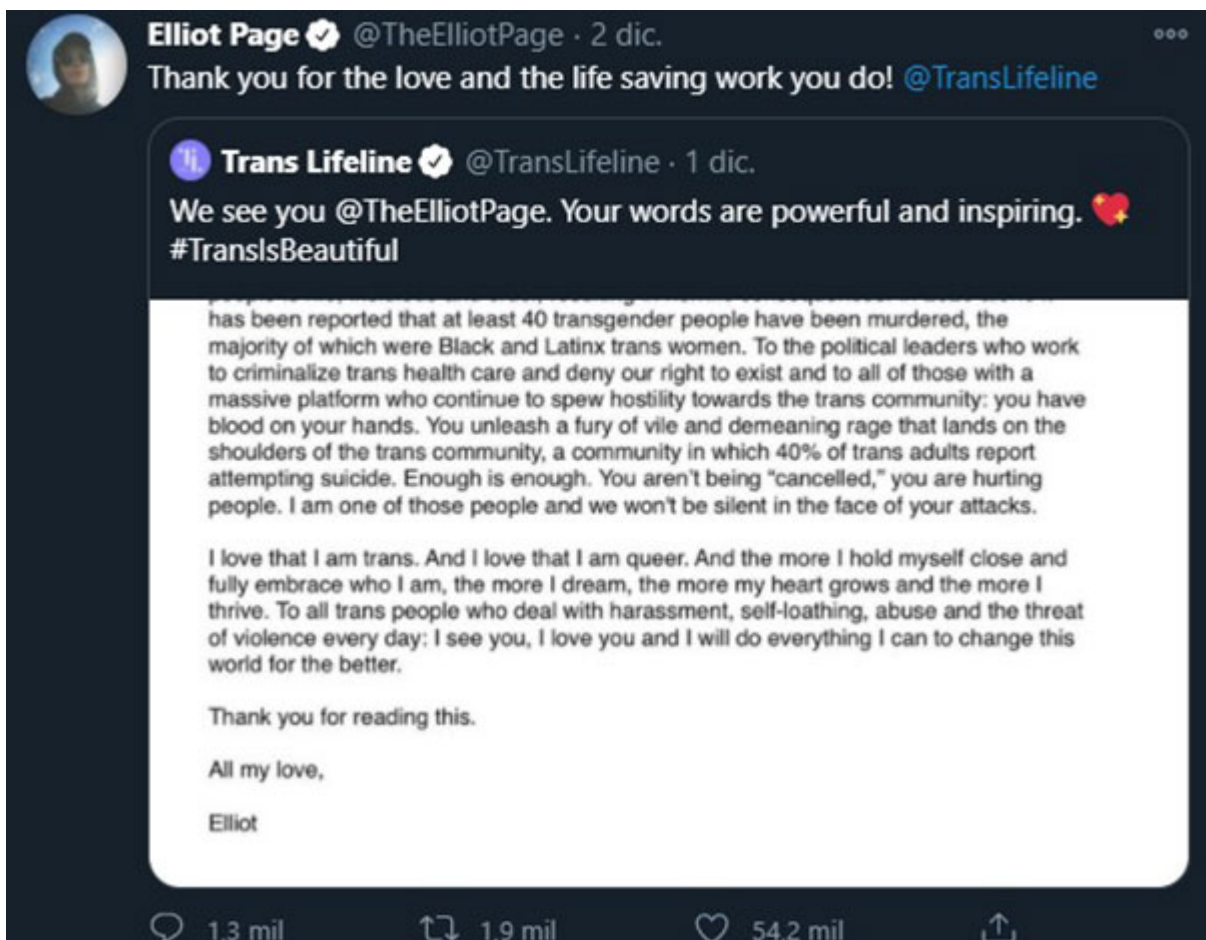 Elliot Page @TheElliotPage · 2 dic.
Thank you for the love and the life saving work you do! @TransLifeline
Trans Lifeline @TransLifeline · 1 dic.
We see you @TheElliotPage. Your words are powerful and inspiring. 💖
#TransIsBeautiful
has been reported that at least 40 transgender people have been murdered, the
majority of which were Black and Latinx trans women. To the political leaders who work
to criminalize trans health care and deny our right to exist and to all of those with a
massive platform who continue to spew hostility towards the trans community: you have
blood on your hands. You unleash a fury of vile and demeaning rage that lands on the
shoulders of the trans community, a community in which 40% of trans adults report
attempting suicide. Enough is enough. You aren't being “cancelled,” you are hurting
people. I am one of those people and we won't be silent in the face of your attacks.
I love that I am trans. And I love that I am queer. And the more I hold myself close and
fully embrace who I am, the more I dream, the more my heart grows and the more I
thrive. To all trans people who deal with harassment, self-loathing, abuse and the threat
of violence every day: I see you, I love you and I will do everything I can to change this
world for the better.
Thank you for reading this.
All my love,
Elliot
1.3 mil 1.9 mil 54.2 mil